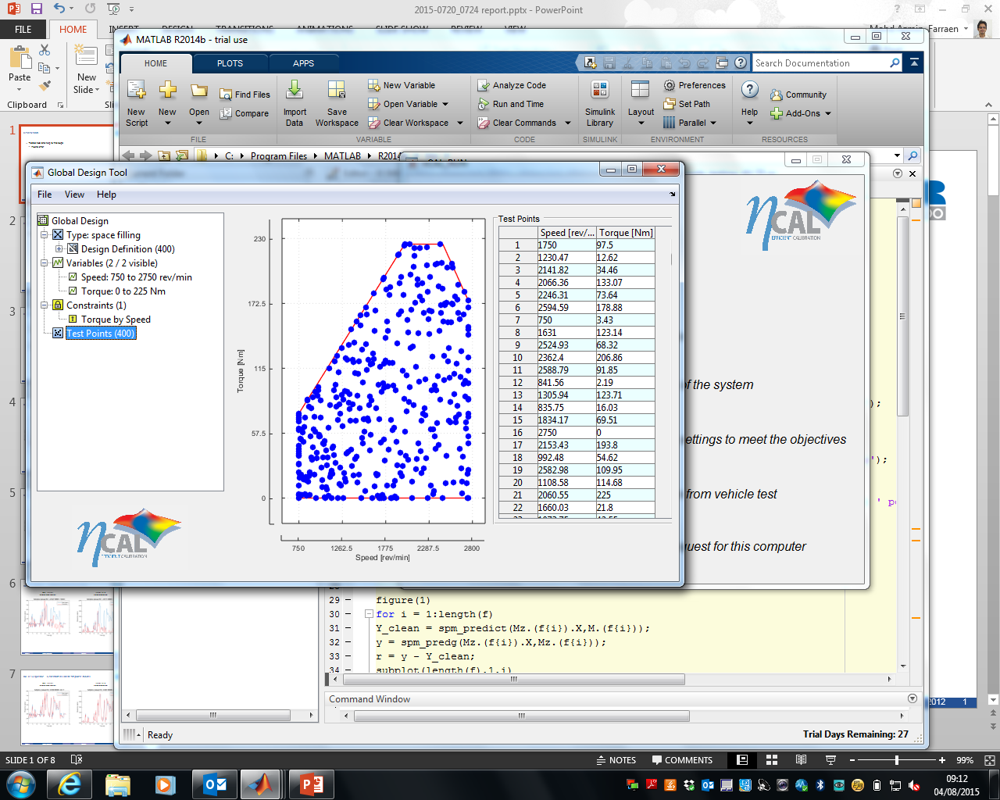 2015-0720_0724 report.pptx - PowerPoint
FILE
HOME
Paste
Clipboard
New
Slide
MATLAB R2014b - trial use
HOME
PLOTS
APPS
Search Documentation
New
Script
New
Open
Find Files
Compare
Import
Data
Save
Workspace
New Variable
Open Variable
Clear Workspace
Analyze Code
Run and Time
Clear Commands
Simulink
Library
Layout
Preferences
Set Path
Parallel
Help
Community
Add-Ons
FILE
VARIABLE
CODE
SIMULINK
ENVIRONMENT
RESOURCES
C:
Program Files
MATLAB
R2014
Global Design Tool
File View Help
Global Design
Type: space filling
Design Definition (400)
Variables (2 / 2 visible)
Speed: 750 to 2750 rev/min
Torque: 0 to 225 Nm
Constraints (1)
Torque by Speed
Test Points (400)
nCAL
EFFICIENT CALIBRATION
Torque [Nm]
230
172.5
115
57.5
0
750 1262.5 1775 2287.5 2800
Speed [rev/min]
Test Points
Speed [rev/... Torque [Nm]
1 1750 97.5
2 1230.47 12.62
3 2141.82 34.46
4 2066.36 133.07
5 2246.31 73.64
6 2594.59 178.88
7 750 3.43
8 1631 123.14
9 2524.93 68.32
10 2362.4 206.86
11 2588.79 91.85
12 841.56 2.19
13 1305.94 123.71
14 835.75 16.03
15 1834.17 69.51
16 2750 0
17 2153.43 193.8
18 992.48 54.62
19 2582.98 109.95
20 1108.58 114.68
21 2060.55 225
22 1660.03 21.8
nCAL
EFFICIENT CALIBRATION
of the system
ettings to meet the objectives
from vehicle test
quest for this computer
);
');
' p
29 figure(1)
30 for i = 1:length(f)
31 Y_clean = spm_predict(Mz.(f{i}).X,M.(f{i}));
32 y = spm_predg(Mz.(f{i}).X,Mz.(f{i}));
33 r = y - Y_clean;
34 subplot(length(f),1,i)
Command Window
Ready
Trial Days Remaining: 27
1
2
3
4
5
6
7
2012 1
SLIDE 1 OF 8
NOTES
COMMENTS
99%
09:12
04/08/2015